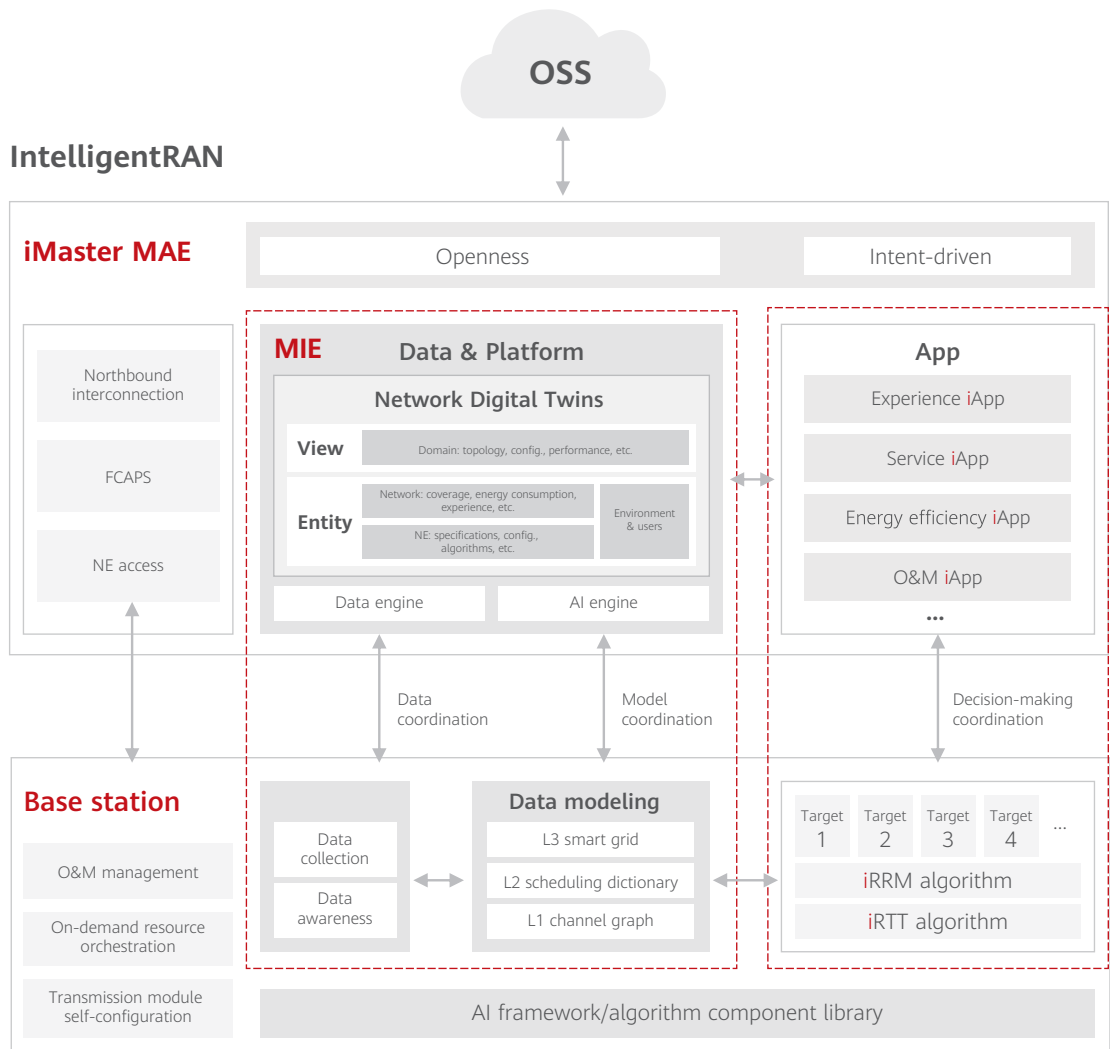 OSS
IntelligentRAN
iMaster MAE
Openness
Intent-driven
Northbound
interconnection
FCAPS
NE access
MIE
Data & Platform
Network Digital Twins
View
Domain: topology, config., performance, etc.
Entity
Network: coverage, energy consumption,
experience, etc.
NE: specifications, config.,
algorithms, etc.
Environment
& users
Data engine
AI engine
App
Experience iApp
Service iApp
Energy efficiency iApp
O&M iApp
...
Data
coordination
Model
coordination
Decision-making
coordination
Base station
O&M management
On-demand resource
orchestration
Transmission module
self-configuration
Data
collection
Data
awareness
Data modeling
L3 smart grid
L2 scheduling dictionary
L1 channel graph
Target
1
Target
2
Target
3
Target
4
...
iRRM algorithm
iRTT algorithm
AI framework/algorithm component library